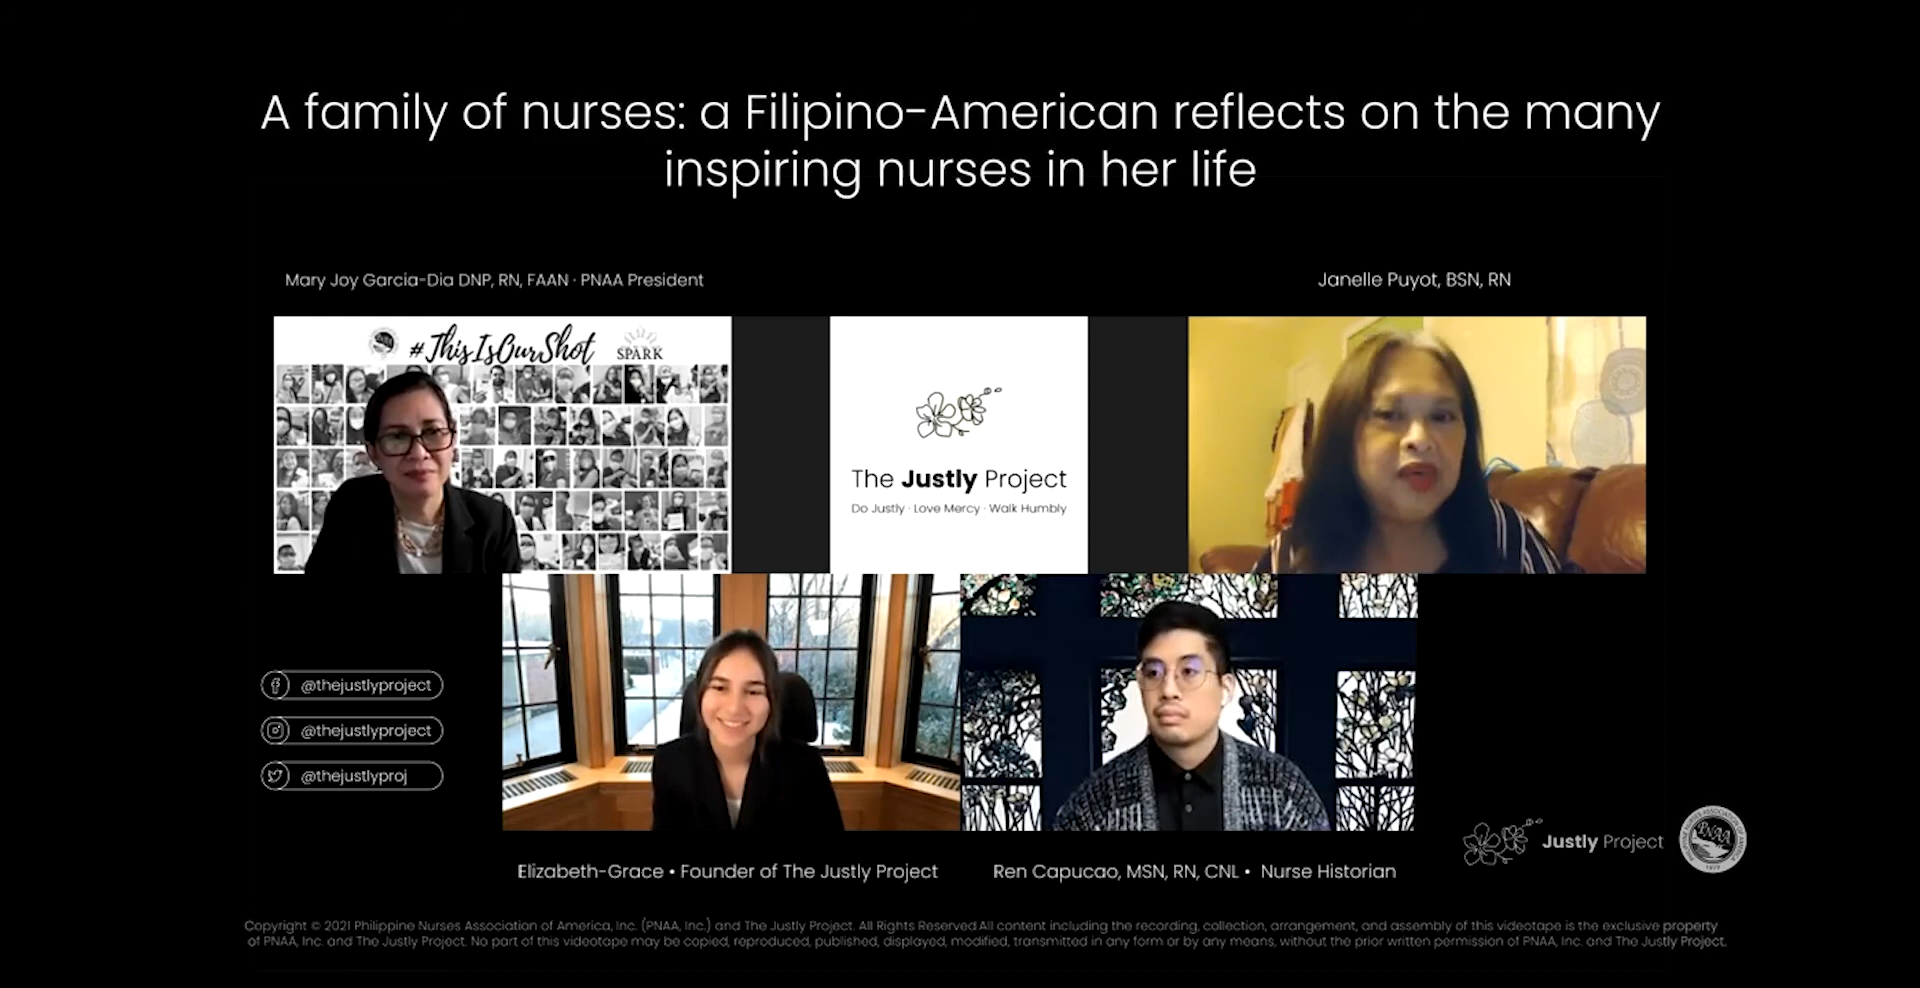 A family of nurses: a Filipino-American reflects on the many
inspiring nurses in her life
Mary Joy Garcia-Dia DNP, RN, FAAN · PNAA President
Janelle Puyot, BSN, RN
#ThisIsOurShot
SPARK
The Justly Project
Do Justly · Love Mercy · Walk Humbly
@thejustlyproject
@thejustlyproject
@thejustlyproj
Elizabeth-Grace • Founder of The Justly Project
Ren Capucao, MSN, RN, CNL • Nurse Historian
Justly Project
PHILIPPINE NURSES ASSOCIATION OF AMERICA
PNAA
1979
Copyright © 2021 Philippine Nurses Association of America, Inc. (PNAA, Inc.) and The Justly Project. All Rights Reserved.All content including the recording, collection, arrangement, and assembly of this videotape is the exclusive property
of PNAA, Inc. and The Justly Project. No part of this videotape may be copied, reproduced, published, displayed, modified, transmitted in any form or by any means, without the prior written permission of PNAA, Inc. and The Justly Project.